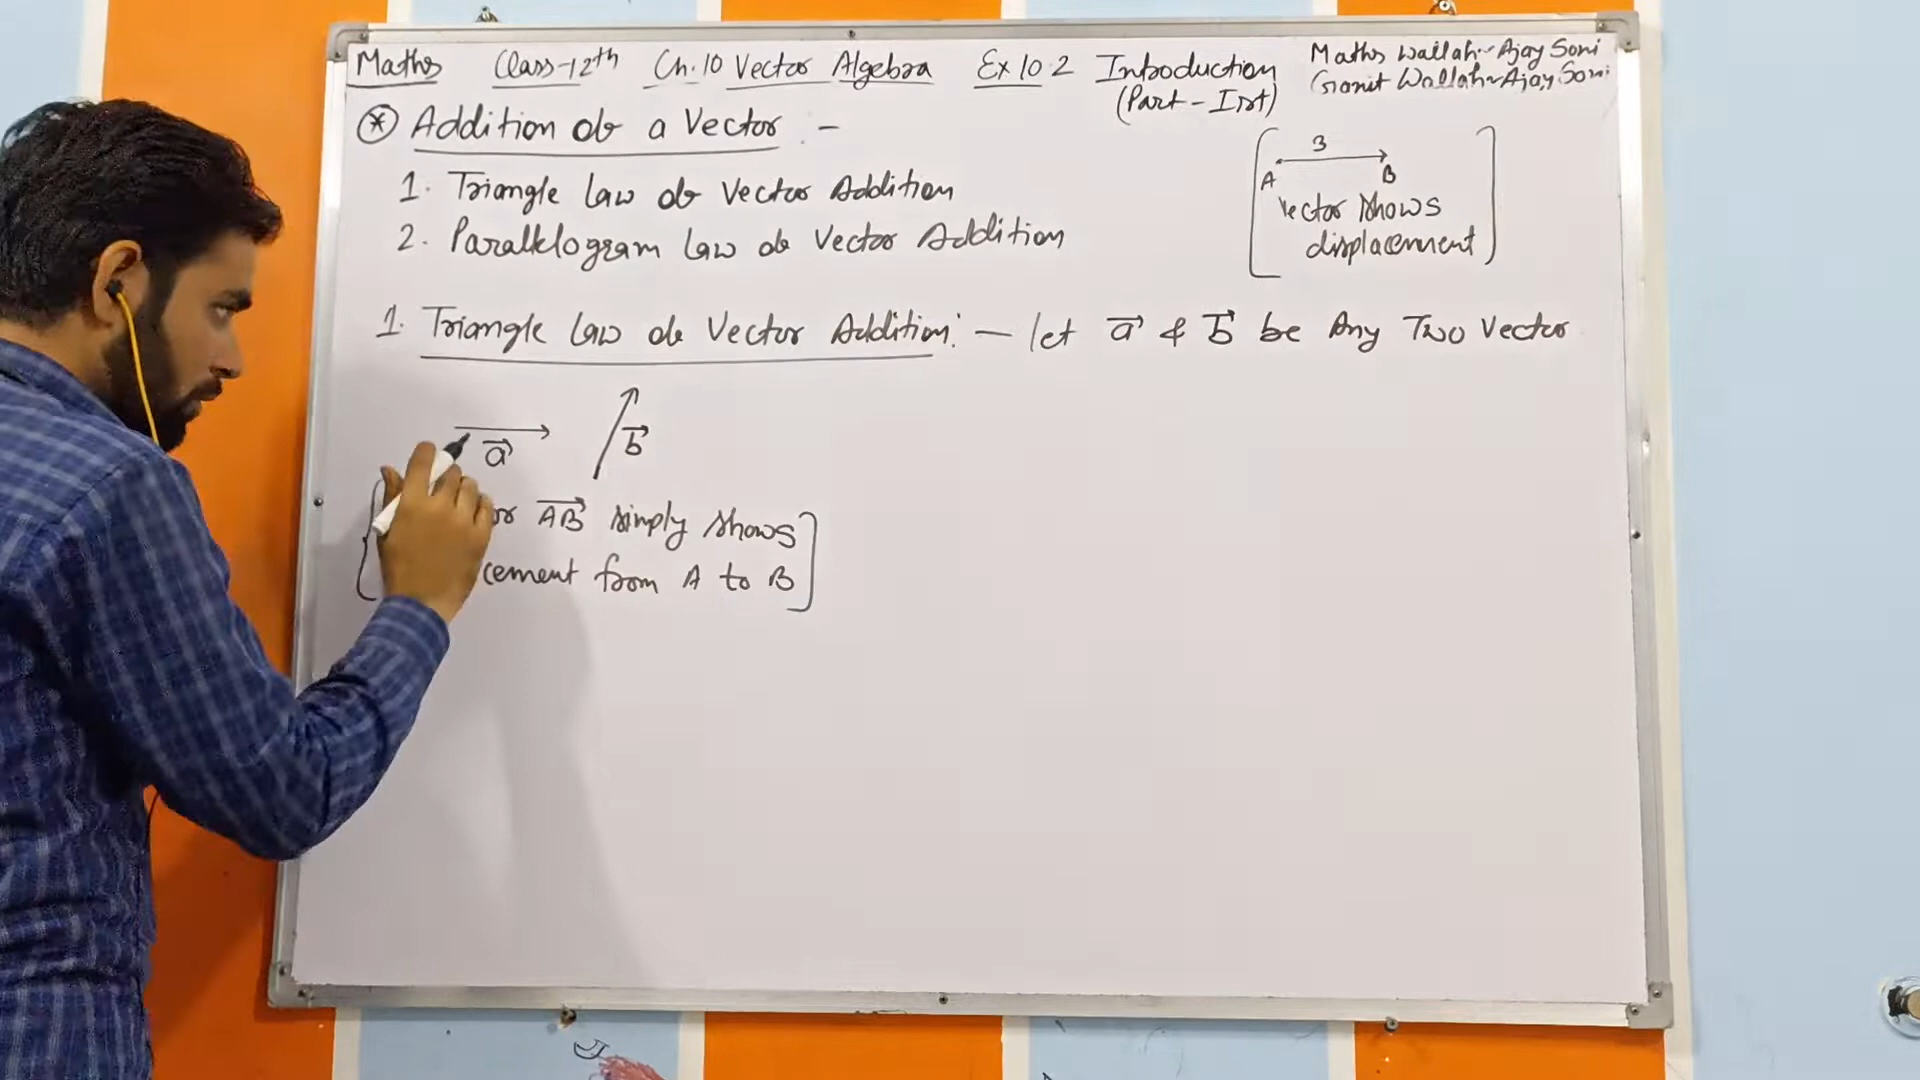 Maths Class-12th Ch.10 Vector Algebra Ex 10.2 Introduction
(Part-Ist)
Maths Wallah~Ajay Soni
Ganit Wallah~Ajay Soni
* Addition of a Vector :-
1. Triangle Law of Vector Addition
2. Parallelogram Law of Vector Addition
3
A B
Vector shows
displacement
1. Triangle Law of Vector Addition:- let a⃗ & b⃗ be Any Two Vector
a⃗ b⃗
AB⃗ simply shows
from A to B